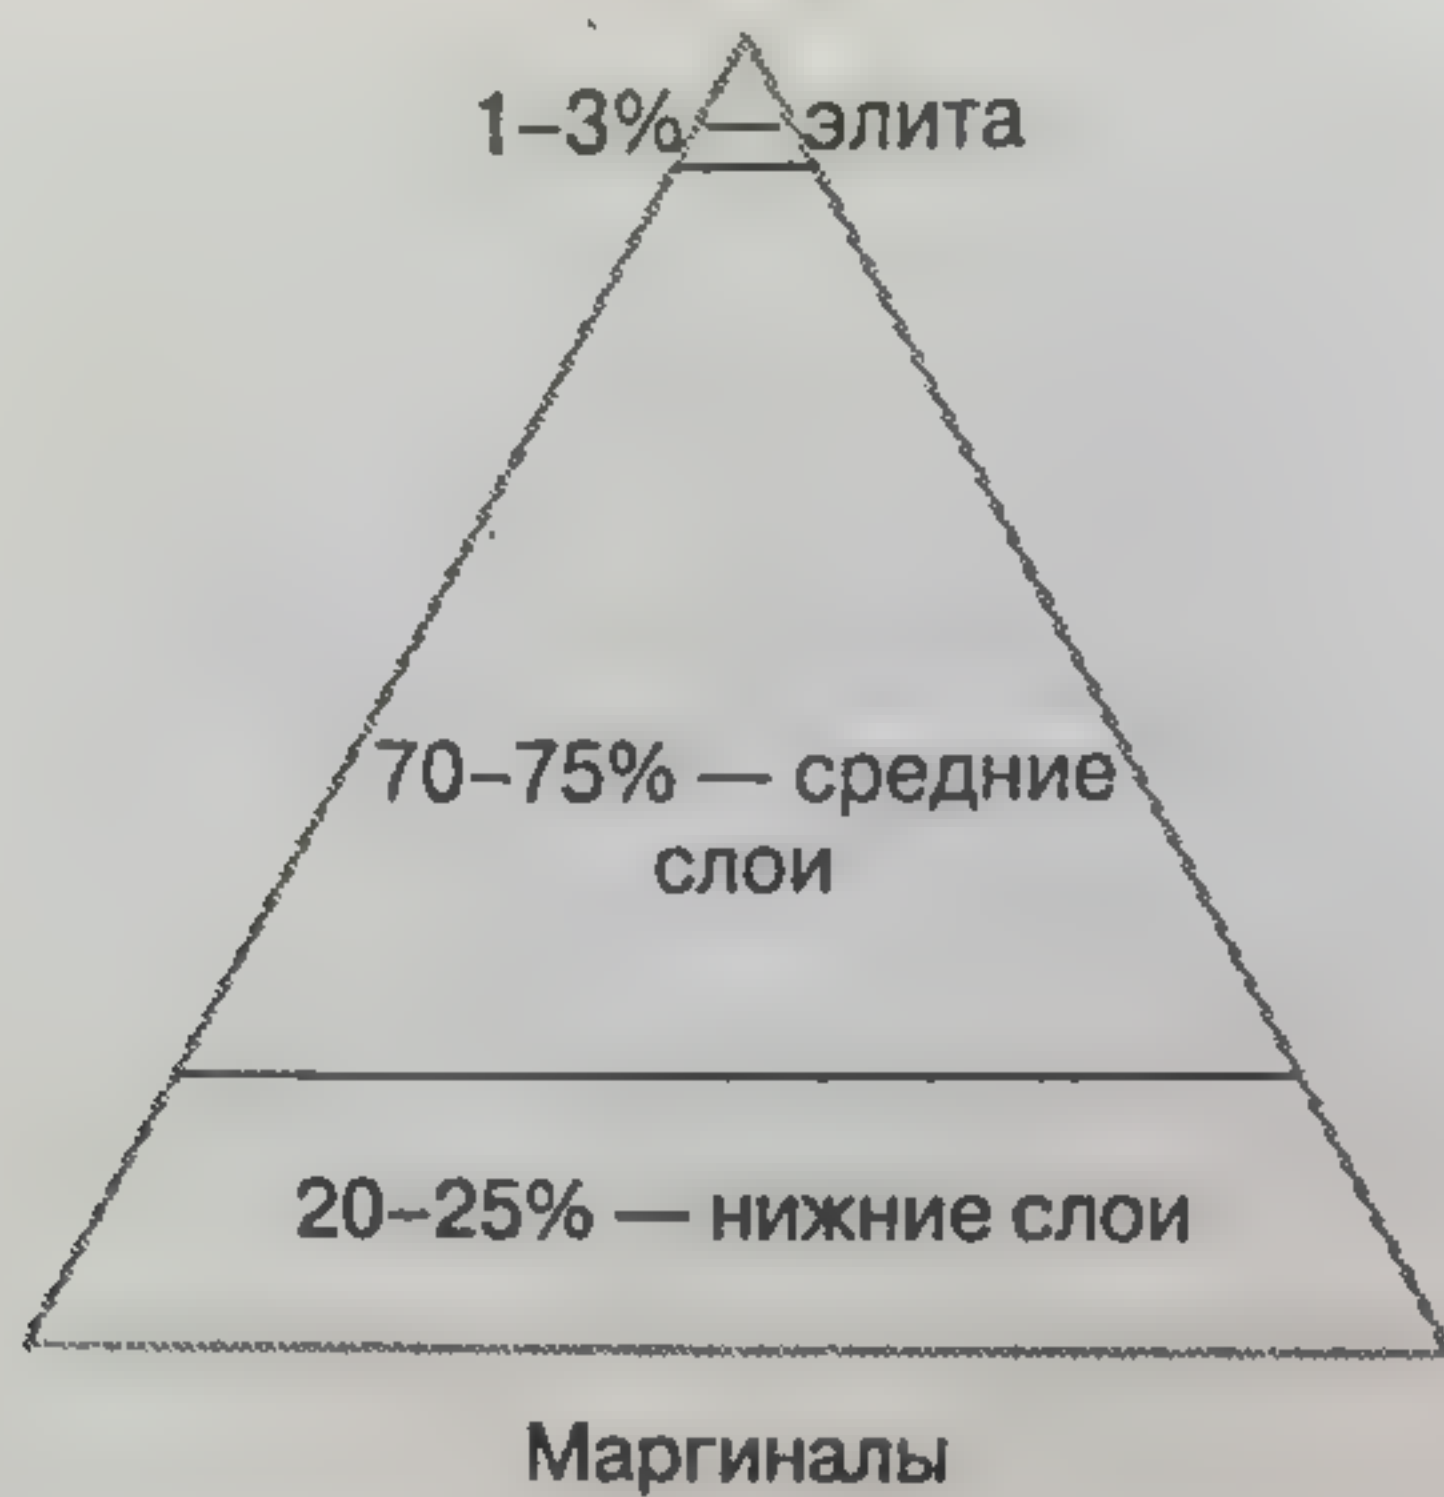 1–3% — элита
70–75% — средние
слои
20–25% — нижние слои
Маргиналы